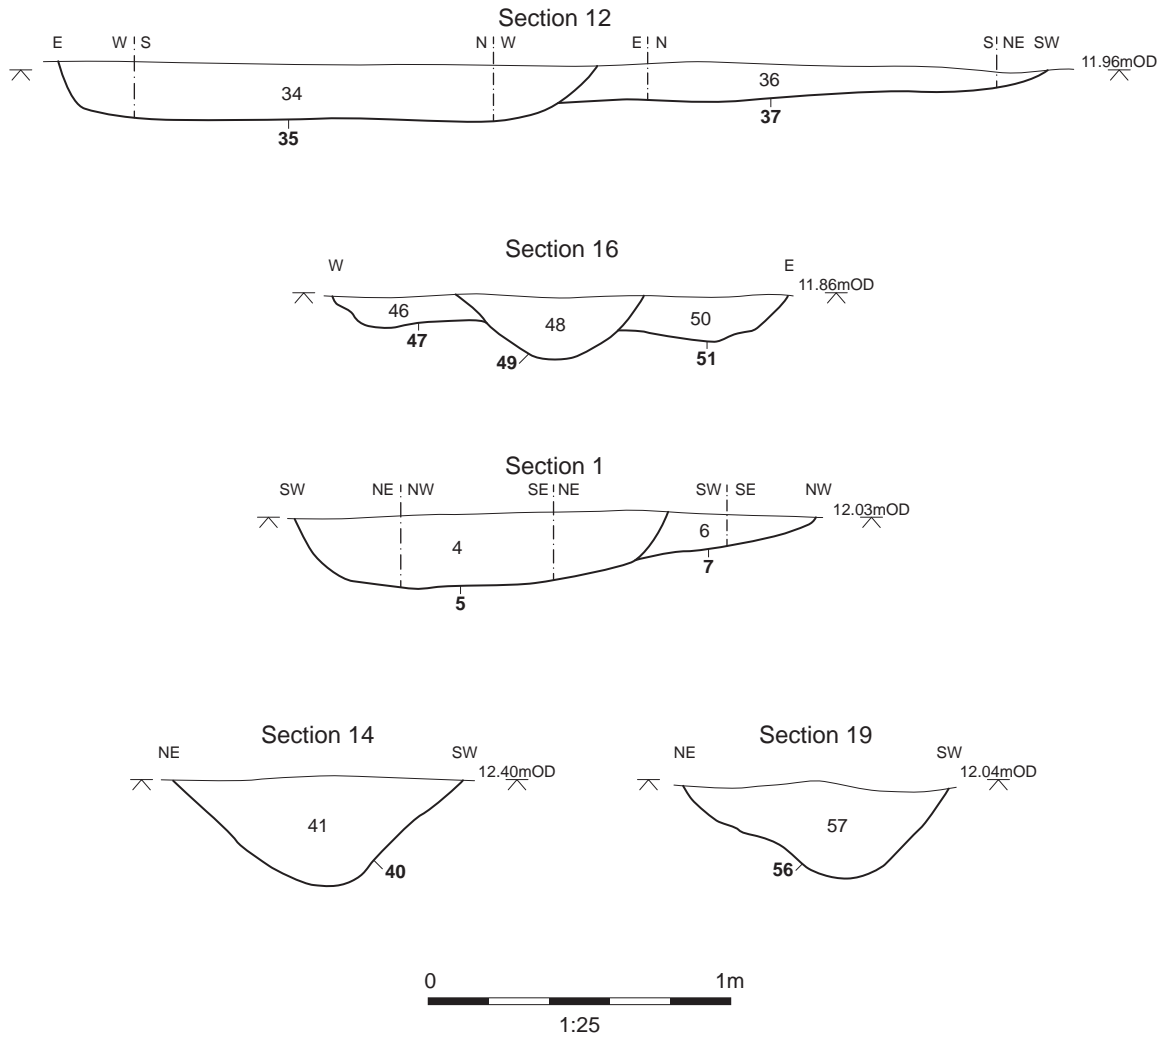 Section 12
E W S N W E N S NE SW
11.96mOD
34 36
35 37
Section 16
W E
11.86mOD
46 48 50
47 49 51
Section 1
SW NE NW SE NE SW SE NW
12.03mOD
4 6
5 7
Section 14 Section 19
NE SW NE SW
12.40mOD 12.04mOD
41 57
40 56
0 1m
1:25